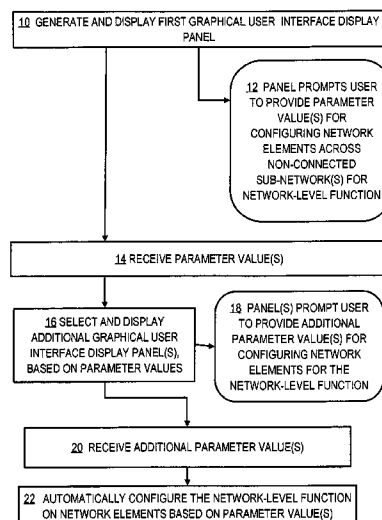 10 GENERATE AND DISPLAY FIRST GRAPHICAL USER INTERFACE DISPLAY
PANEL
12 PANEL PROMPTS USER
TO PROVIDE PARAMETER
VALUE(S) FOR
CONFIGURING NETWORK
ELEMENTS ACROSS
NON-CONNECTED
SUB-NETWORK(S) FOR
NETWORK-LEVEL FUNCTION
14 RECEIVE PARAMETER VALUE(S)
16 SELECT AND DISPLAY
ADDITIONAL GRAPHICAL USER
INTERFACE DISPLAY PANEL(S),
BASED ON PARAMETER VALUES
18 PANEL(S) PROMPT USER
TO PROVIDE ADDITIONAL
PARAMETER VALUE(S) FOR
CONFIGURING NETWORK
ELEMENTS FOR THE
NETWORK-LEVEL FUNCTION
20 RECEIVE ADDITIONAL PARAMETER VALUE(S)
22 AUTOMATICALLY CONFIGURE THE NETWORK-LEVEL FUNCTION
ON NETWORK ELEMENTS BASED ON PARAMETER VALUE(S)